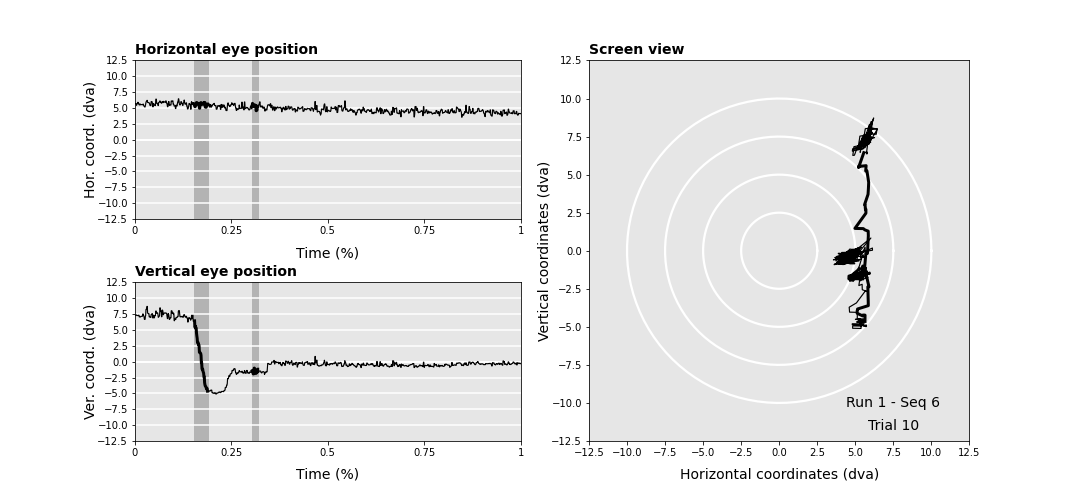 Horizontal eye position
Hor. coord. (dva)
12.5
10.0
7.5
5.0
2.5
0.0
−2.5
−5.0
−7.5
−10.0
−12.5
0 0.25 0.5 0.75 1
Time (%)
Vertical eye position
Ver. coord. (dva)
12.5
10.0
7.5
5.0
2.5
0.0
−2.5
−5.0
−7.5
−10.0
−12.5
0 0.25 0.5 0.75 1
Time (%)
Screen view
Vertical coordinates (dva)
12.5
10.0
7.5
5.0
2.5
0.0
−2.5
−5.0
−7.5
−10.0
−12.5
Run 1 - Seq 6
Trial 10
−12.5 −10.0 −7.5 −5.0 −2.5 0.0 2.5 5.0 7.5 10.0 12.5
Horizontal coordinates (dva)